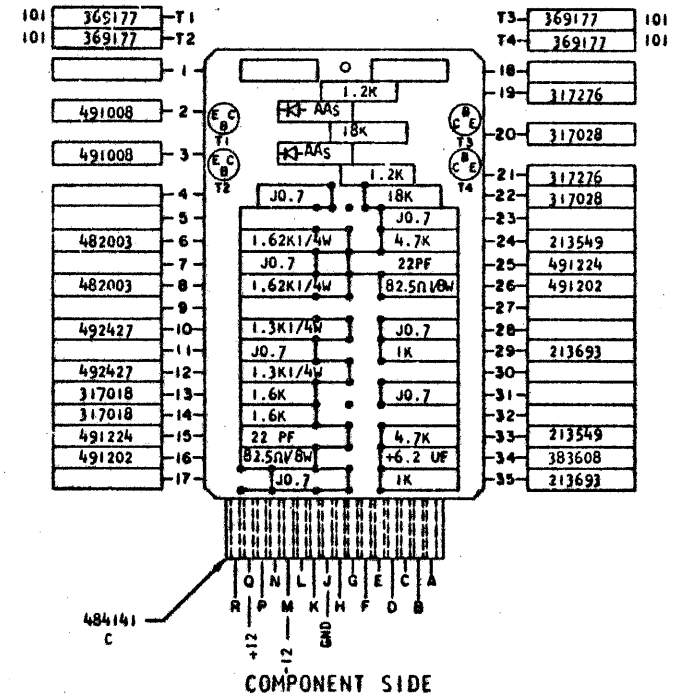 101 369177 T1 T3 369177 101
101 369177 T2 T4 369177 101
1 18
1.2K 19 317276
491008 2 E C B T1 AAs C B E T3
18K 20 317028
491008 3 E C B T2 AAs C B E T4
1.2K 21 317276
4 J0.7 18K 22 317028
5 J0.7 23
482003 6 1.62K1/4W 4.7K 24 213549
7 J0.7 22PF 25 491224
482003 8 1.62K1/4W 82.5Ω1/8W 26 491202
9 27
492427 10 1.3K1/4W J0.7 28
11 J0.7 1K 29 213693
492427 12 1.3K1/4W 30
317018 13 1.6K J0.7 31
317018 14 1.6K 32
491224 15 22 PF 4.7K 33 213549
491202 16 82.5Ω1/8W +6.2 UF 34 383608
17 J0.7 1K 35 213693
Q N L J G E C A
R P M K H F D B
484141
C
+12 -12 GND
COMPONENT SIDE